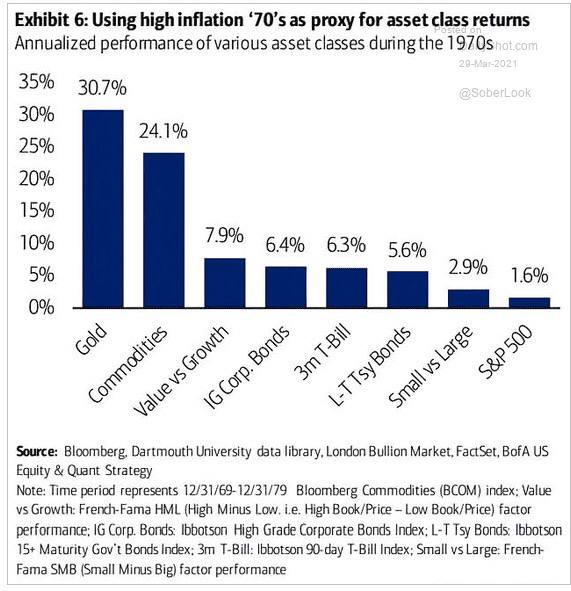 Exhibit 6: Using high inflation ‘70’s as proxy for asset class returns
Posted on
Annualized performance of various asset classes during the 1970s
DailyShot.com
29-Mar-2021
@SoberLook
35%
30%
25%
20%
15%
10%
5%
0%
30.7%
24.1%
7.9%
6.4%
6.3%
5.6%
2.9%
1.6%
Gold
Commodities
Value vs Growth
IG Corp. Bonds
3m T-Bill
L-T Tsy Bonds
Small vs Large
S&P 500
Source: Bloomberg, Dartmouth University data library, London Bullion Market, FactSet, BofA US
Equity & Quant Strategy
Note: Time period represents 12/31/69-12/31/79 Bloomberg Commodities (BCOM) index; Value
vs Growth: French-Fama HML (High Minus Low. i.e. High Book/Price – Low Book/Price) factor
performance; IG Corp. Bonds: Ibbotson High Grade Corporate Bonds Index; L-T Tsy Bonds: Ibbotson
15+ Maturity Gov’t Bonds Index; 3m T-Bill: Ibbotson 90-day T-Bill Index; Small vs Large: French-
Fama SMB (Small Minus Big) factor performance